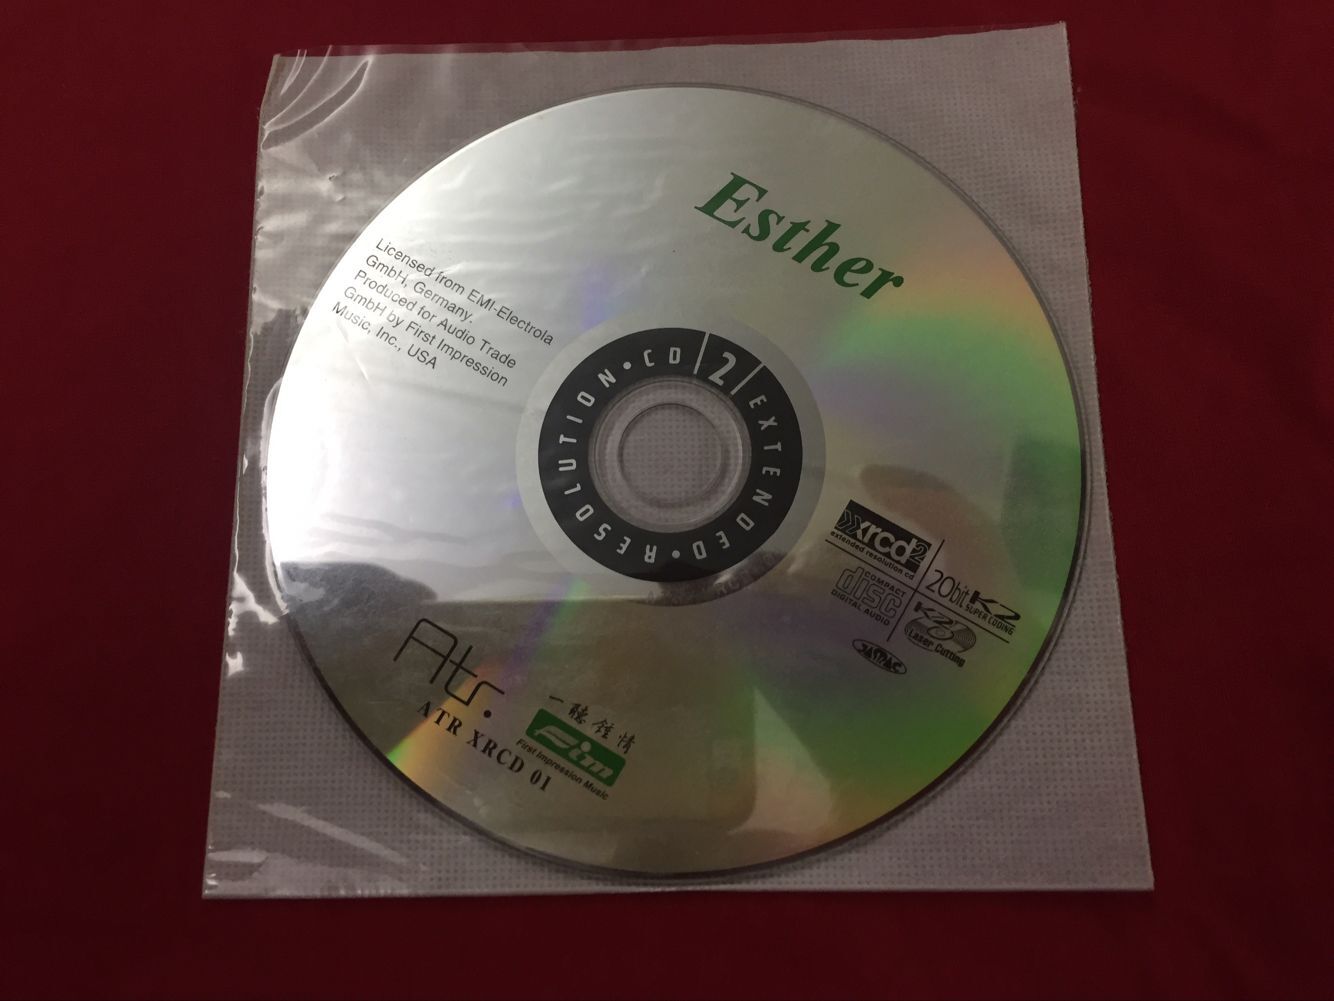 Esther
Licensed from EMI-Electrola
GmbH, Germany.
Produced for Audio Trade
GmbH by First Impression
Music, Inc., USA
EXTENDED • RESOLUTION • CD 2
xrcd2
extended resolution cd
20bit K2
SUPER CODING
COMPACT
disc
DIGITAL AUDIO
K2
Laser Cutting
JASRAC
Atr.
ATR XRCD 01
一聽鍾情
Fim
First Impression Music